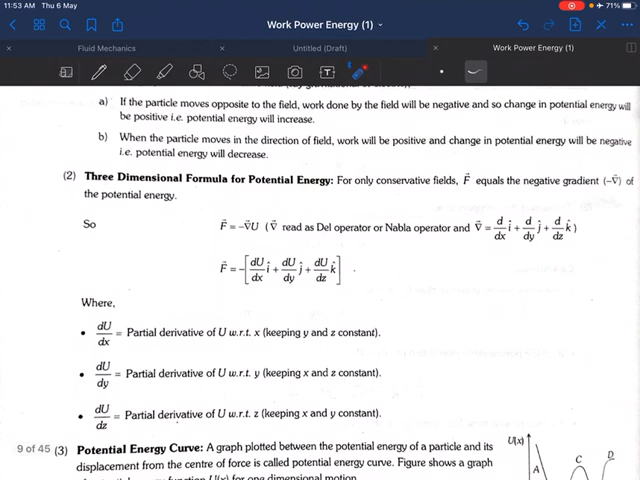 11:53 AM Thu 6 May
71%
Work Power Energy (1)
Fluid Mechanics
Untitled (Draft)
Work Power Energy (1)
a) If the particle moves opposite to the field, work done by the field will be negative and so change in potential energy will
be positive i.e. potential energy will increase.
b) When the particle moves in the direction of field, work will be positive and change in potential energy will be negative
i.e. potential energy will decrease.
(2) Three Dimensional Formula for Potential Energy: For only conservative fields, F⃗ equals the negative gradient (−∇⃗) of
the potential energy.
So F⃗ = −∇⃗U (∇⃗ read as Del operator or Nabla operator and ∇⃗ = d/dx î + d/dy ĵ + d/dz k̂)
F⃗ = −[dU/dx î + dU/dy ĵ + dU/dz k̂]
Where,
• dU/dx = Partial derivative of U w.r.t. x (keeping y and z constant).
• dU/dy = Partial derivative of U w.r.t. y (keeping x and z constant).
• dU/dz = Partial derivative of U w.r.t. z (keeping x and y constant).
9 of 45
(3) Potential Energy Curve: A graph plotted between the potential energy of a particle and its
displacement from the centre of force is called potential energy curve. Figure shows a graph
U(x) for one dimensional motion.
U(x)
A
C
D